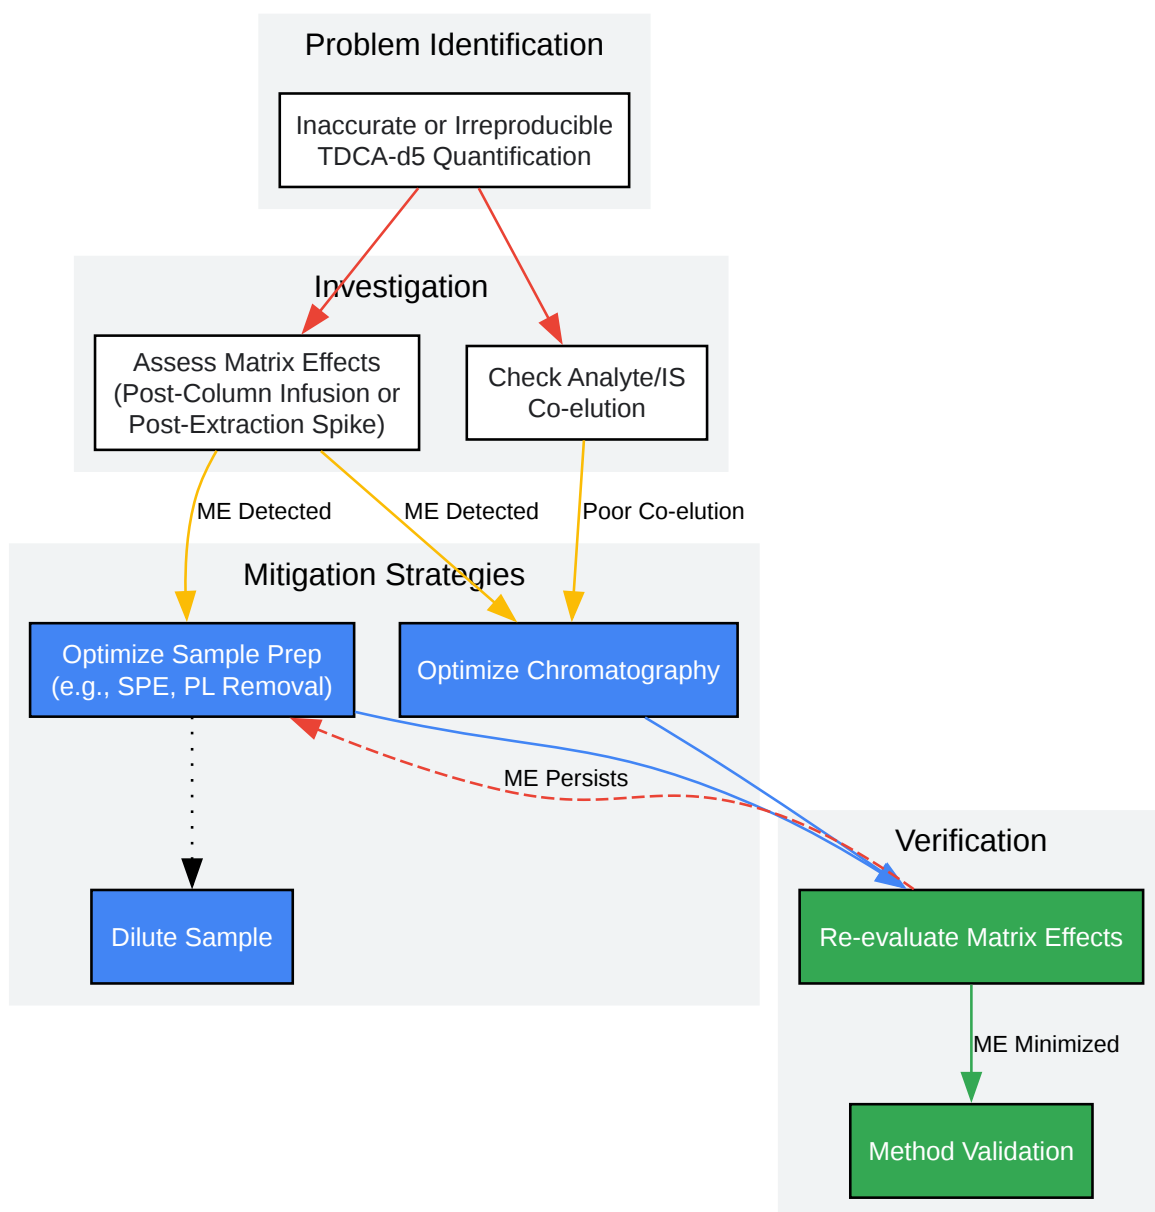 Problem Identification
Inaccurate or Irreproducible
TDCA-d5 Quantification
Investigation
Assess Matrix Effects
(Post-Column Infusion or
Post-Extraction Spike)
Check Analyte/IS
Co-elution
ME Detected
ME Detected
Poor Co-elution
Mitigation Strategies
Optimize Sample Prep
(e.g., SPE, PL Removal)
Optimize Chromatography
ME Persists
Verification
Dilute Sample
Re-evaluate Matrix Effects
ME Minimized
Method Validation